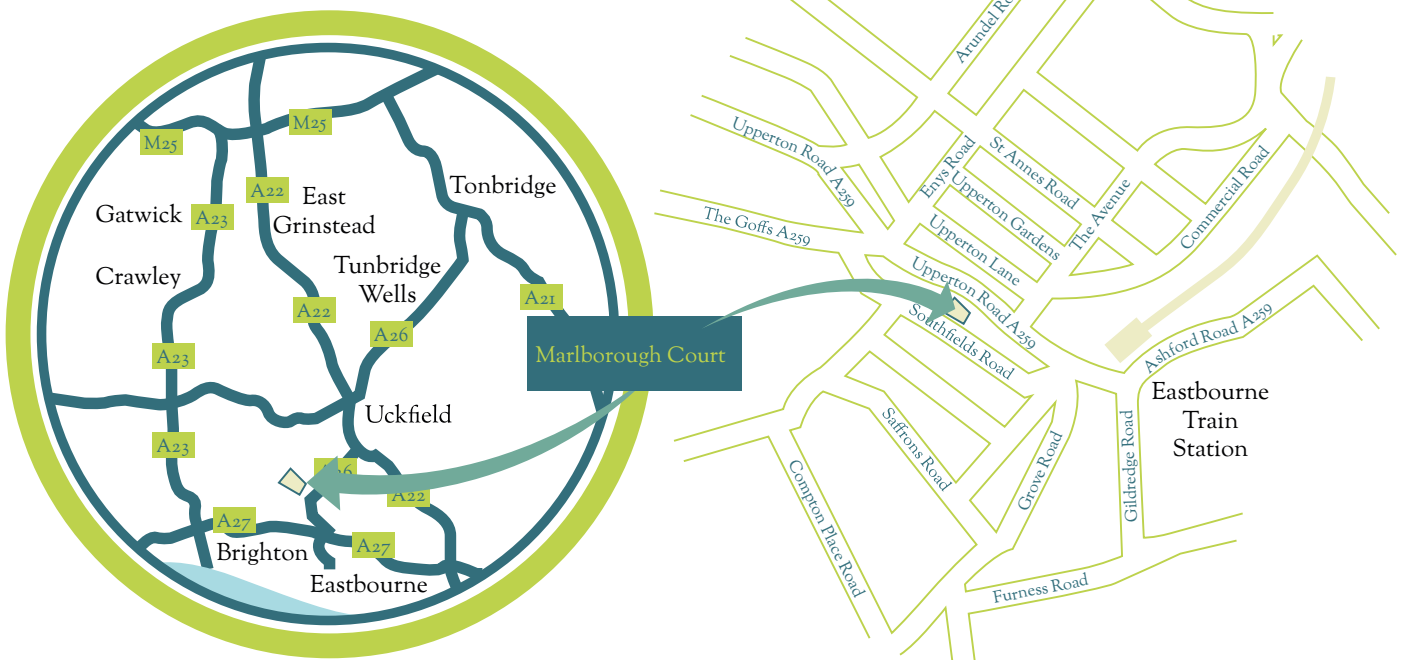 M25
M25
A22
East
Grinstead
Tonbridge
Gatwick
A23
Crawley
Tunbridge
Wells
A22
A21
A26
A23
Marlborough Court
Uckfield
A23
A26
A22
A27
Brighton
A27
Eastbourne
Arundel
Upperton Road A259
Enys Road
St Annes Road
Upperton Gardens
The Avenue
Commercial Road
The Goffs A259
Upperton Lane
Upperton Road A259
Southfields Road
Ashford Road A259
Eastbourne
Train
Station
Saffrons Road
Grove Road
Gildredge Road
Compton Place Road
Furness Road